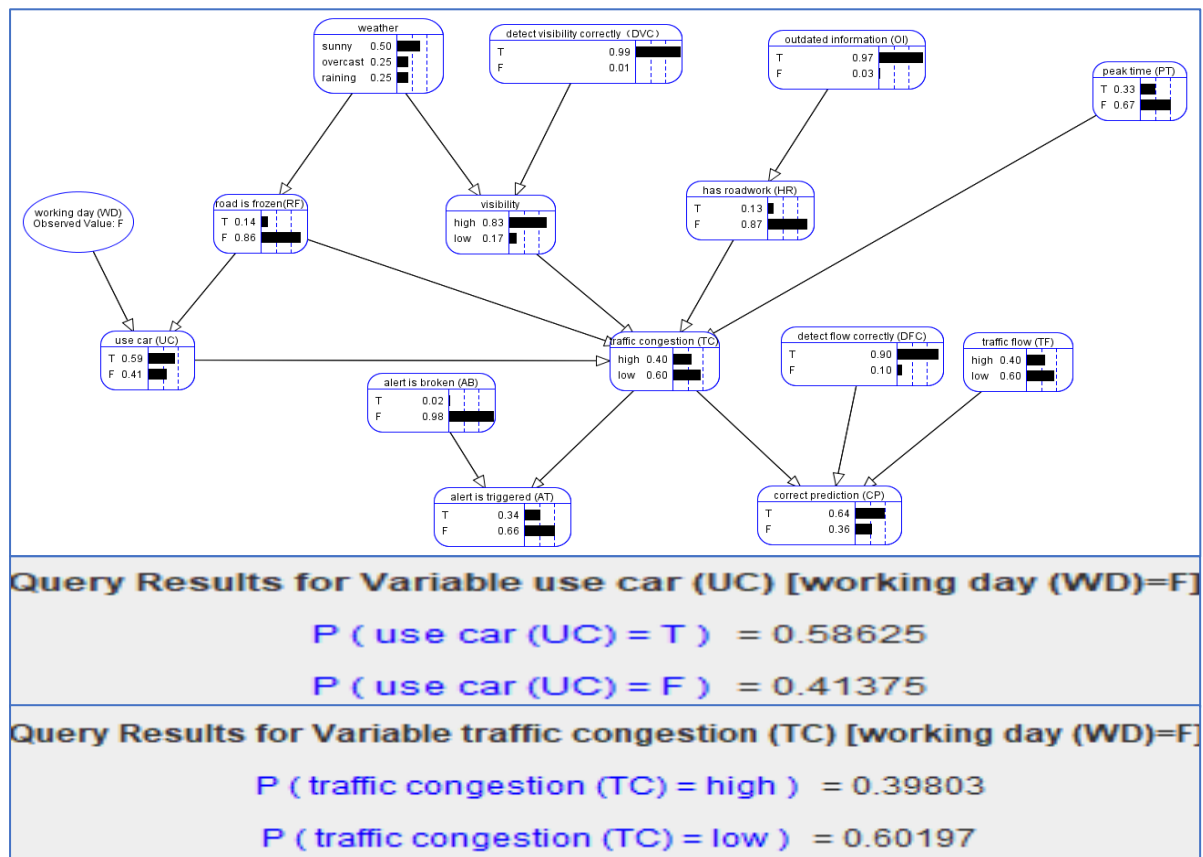 weather
sunny 0.50
overcast 0.25
raining 0.25
detect visibility correctly (DVC)
T 0.99
F 0.01
outdated information (OI)
T 0.97
F 0.03
peak time (PT)
T 0.33
F 0.67
working day (WD)
Observed Value: F
road is frozen(RF)
T 0.14
F 0.86
visibility
high 0.83
low 0.17
has roadwork (HR)
T 0.13
F 0.87
use car (UC)
T 0.59
F 0.41
traffic congestion (TC)
high 0.40
low 0.60
detect flow correctly (DFC)
T 0.90
F 0.10
traffic flow (TF)
high 0.40
low 0.60
alert is broken (AB)
T 0.02
F 0.98
alert is triggered (AT)
T 0.34
F 0.66
correct prediction (CP)
T 0.64
F 0.36
Query Results for Variable use car (UC) [working day (WD)=F]
P ( use car (UC) = T ) = 0.58625
P ( use car (UC) = F ) = 0.41375
Query Results for Variable traffic congestion (TC) [working day (WD)=F]
P ( traffic congestion (TC) = high ) = 0.39803
P ( traffic congestion (TC) = low ) = 0.60197